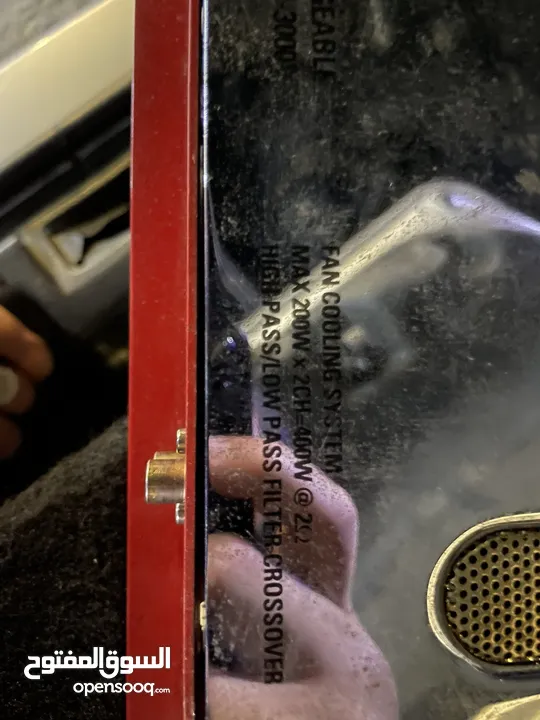 FAN COOLING SYSTEM
MAX 200W x 2CH=400W @ 2Ω
HIGH PASS/LOW PASS FILTER CROSSOVER
السوق المفتوح
opensooq.com